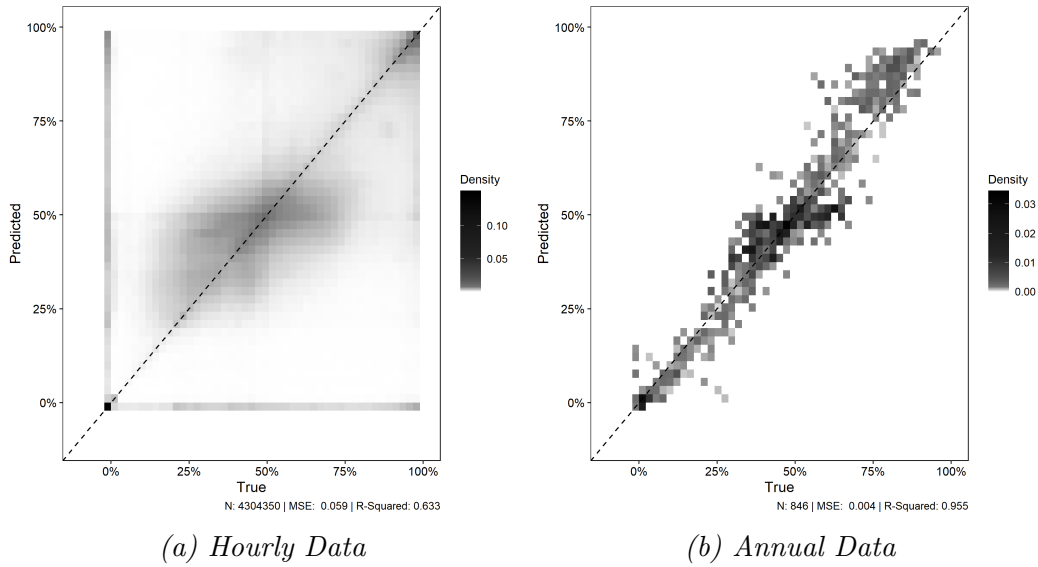 100%
75%
50%
25%
0%
Predicted
0%
25%
50%
75%
100%
True
N: 4304350 | MSE: 0.059 | R-Squared: 0.633
Density
0.10
0.05
(a) Hourly Data
100%
75%
50%
25%
0%
Predicted
0%
25%
50%
75%
100%
True
N: 846 | MSE: 0.004 | R-Squared: 0.955
Density
0.03
0.02
0.01
0.00
(b) Annual Data